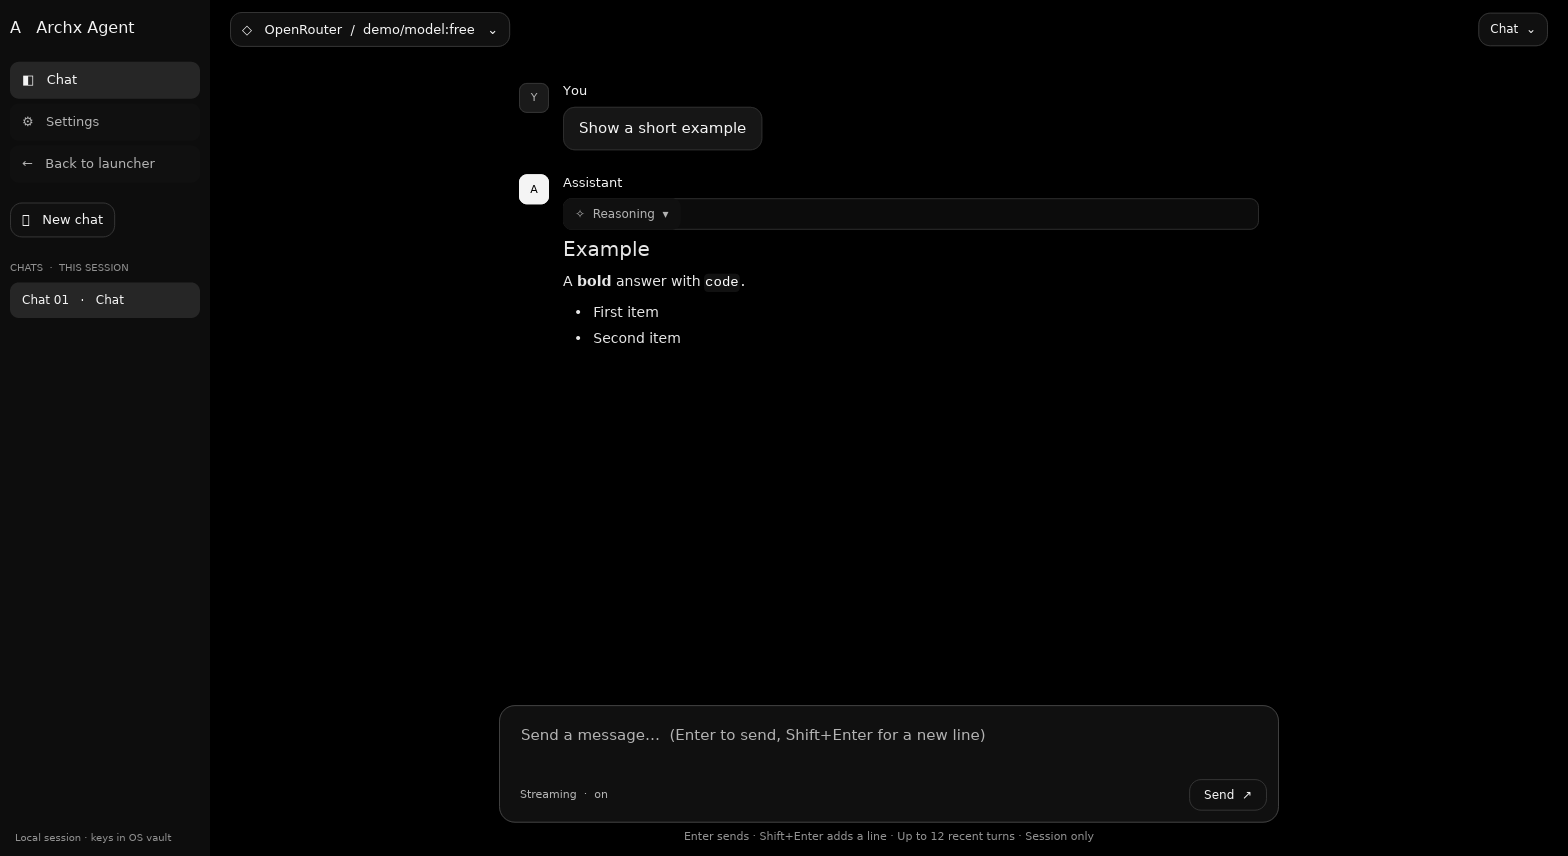 A Archx Agent
Chat
Settings
← Back to launcher
New chat
CHATS · THIS SESSION
Chat 01 · Chat
Local session · keys in OS vault
◇ OpenRouter / demo/model:free ⌄
Chat ⌄
Y
You
Show a short example
A
Assistant
✧ Reasoning ▾
Example
A bold answer with code.
• First item
• Second item
Send a message… (Enter to send, Shift+Enter for a new line)
Streaming · on
Send ↗
Enter sends · Shift+Enter adds a line · Up to 12 recent turns · Session only